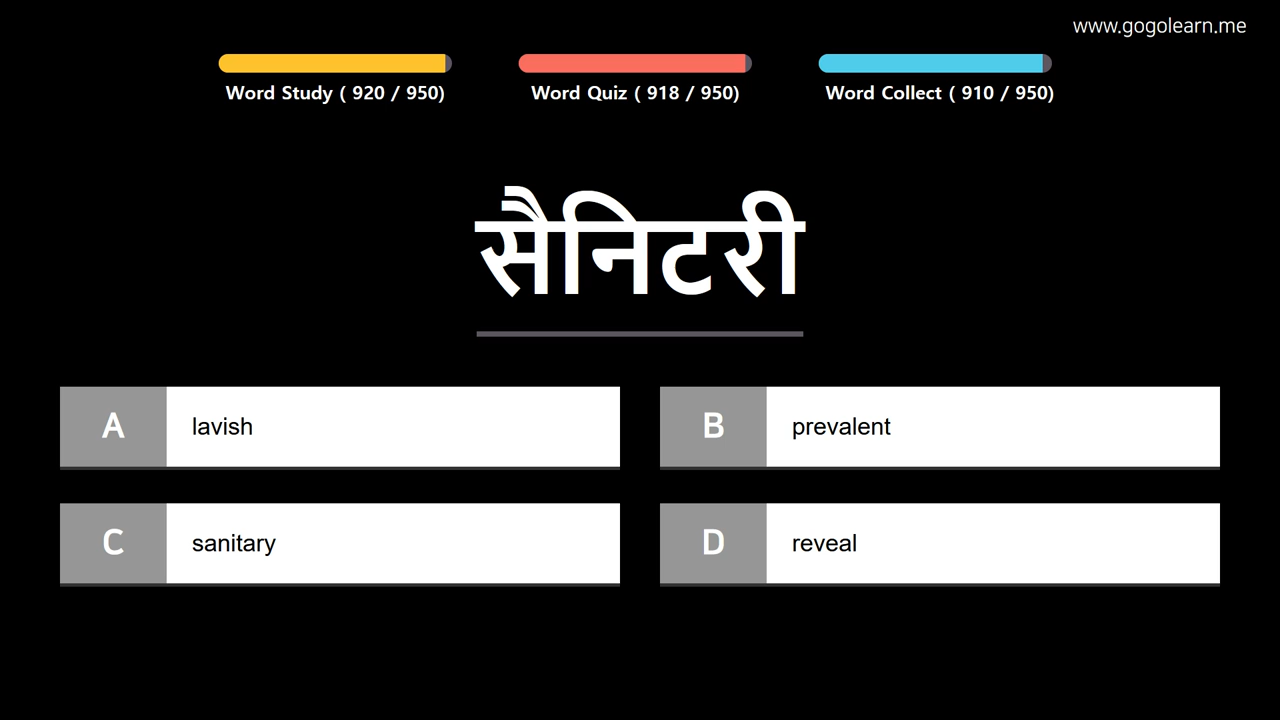 www.gogolearn.me
Word Study ( 920 / 950)
Word Quiz ( 918 / 950)
Word Collect ( 910 / 950)
सैनिटरी
A lavish
B prevalent
C sanitary
D reveal